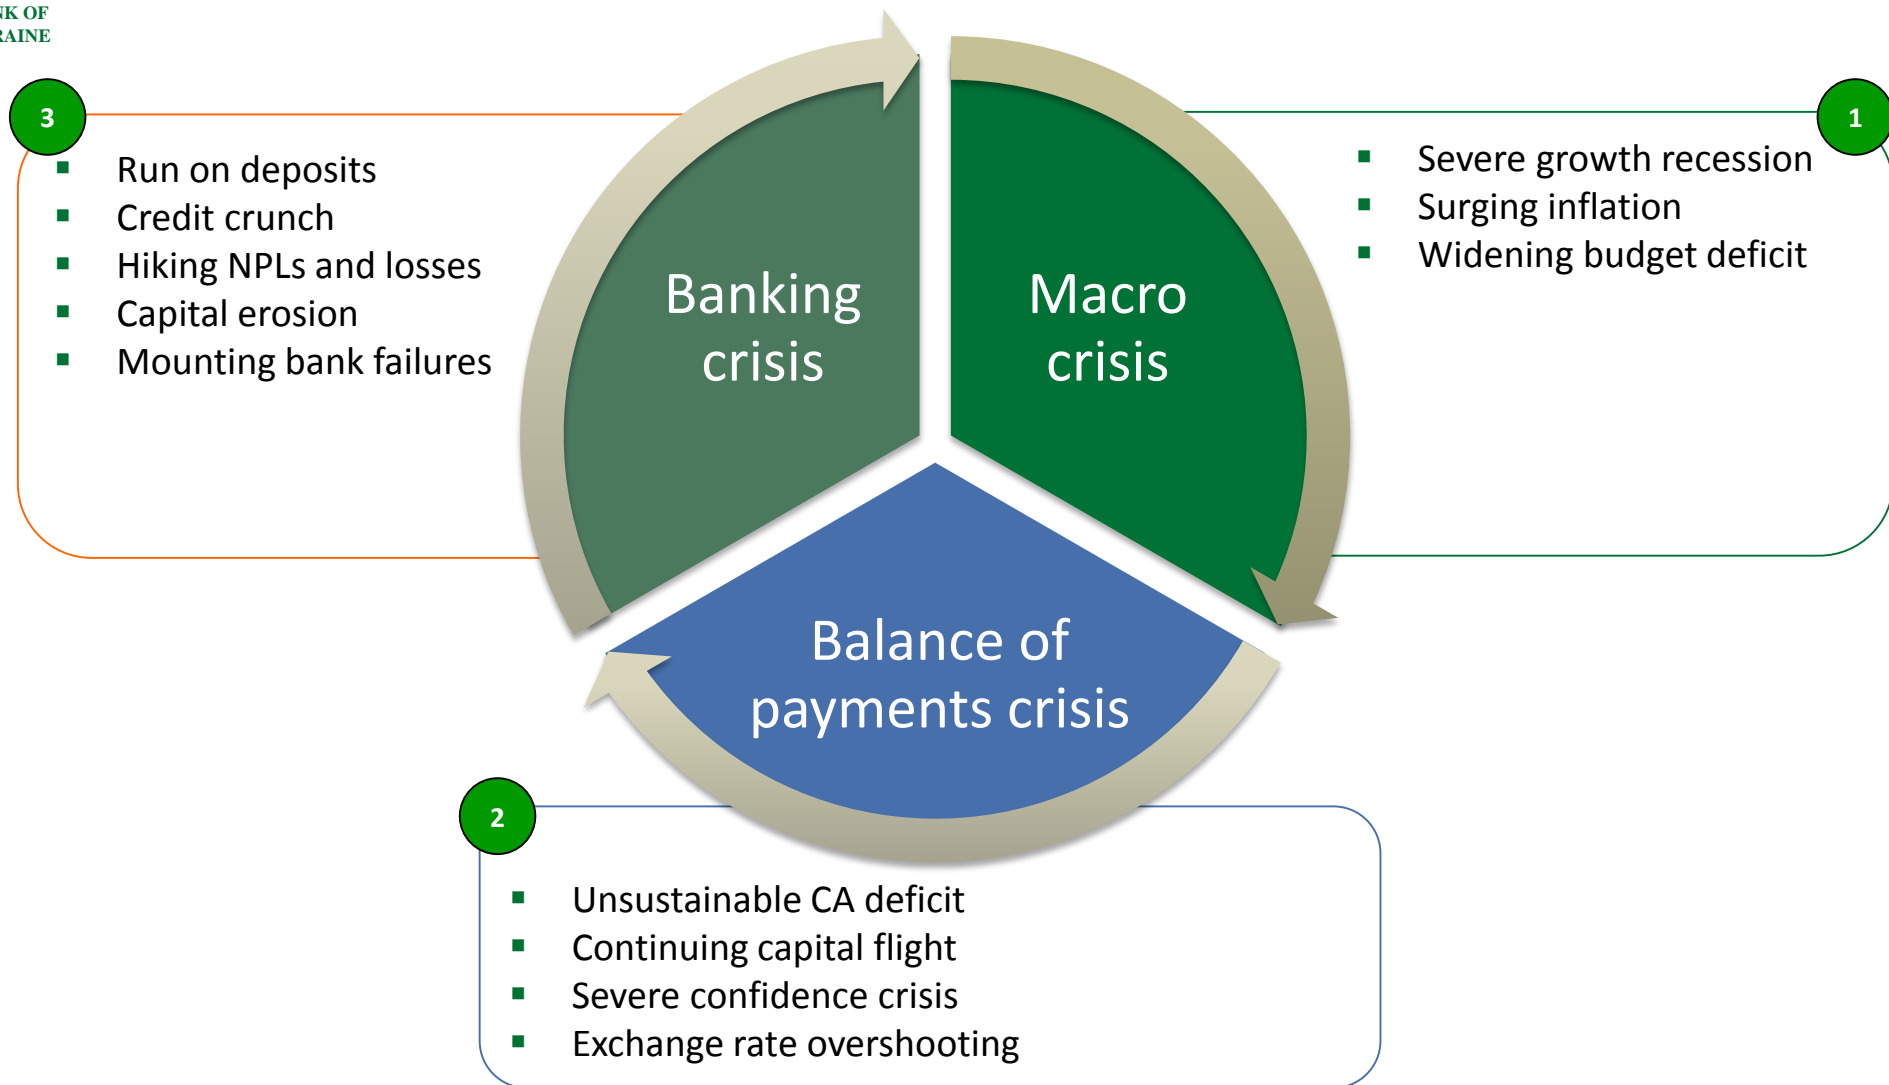 OF
3
▪ Run on deposits
▪ Credit crunch
▪ Hiking NPLs and losses
▪ Capital erosion
▪ Mounting bank failures
Banking
crisis
Macro
crisis
1
▪ Severe growth recession
▪ Surging inflation
▪ Widening budget deficit
Balance of
payments crisis
2
▪ Unsustainable CA deficit
▪ Continuing capital flight
▪ Severe confidence crisis
▪ Exchange rate overshooting